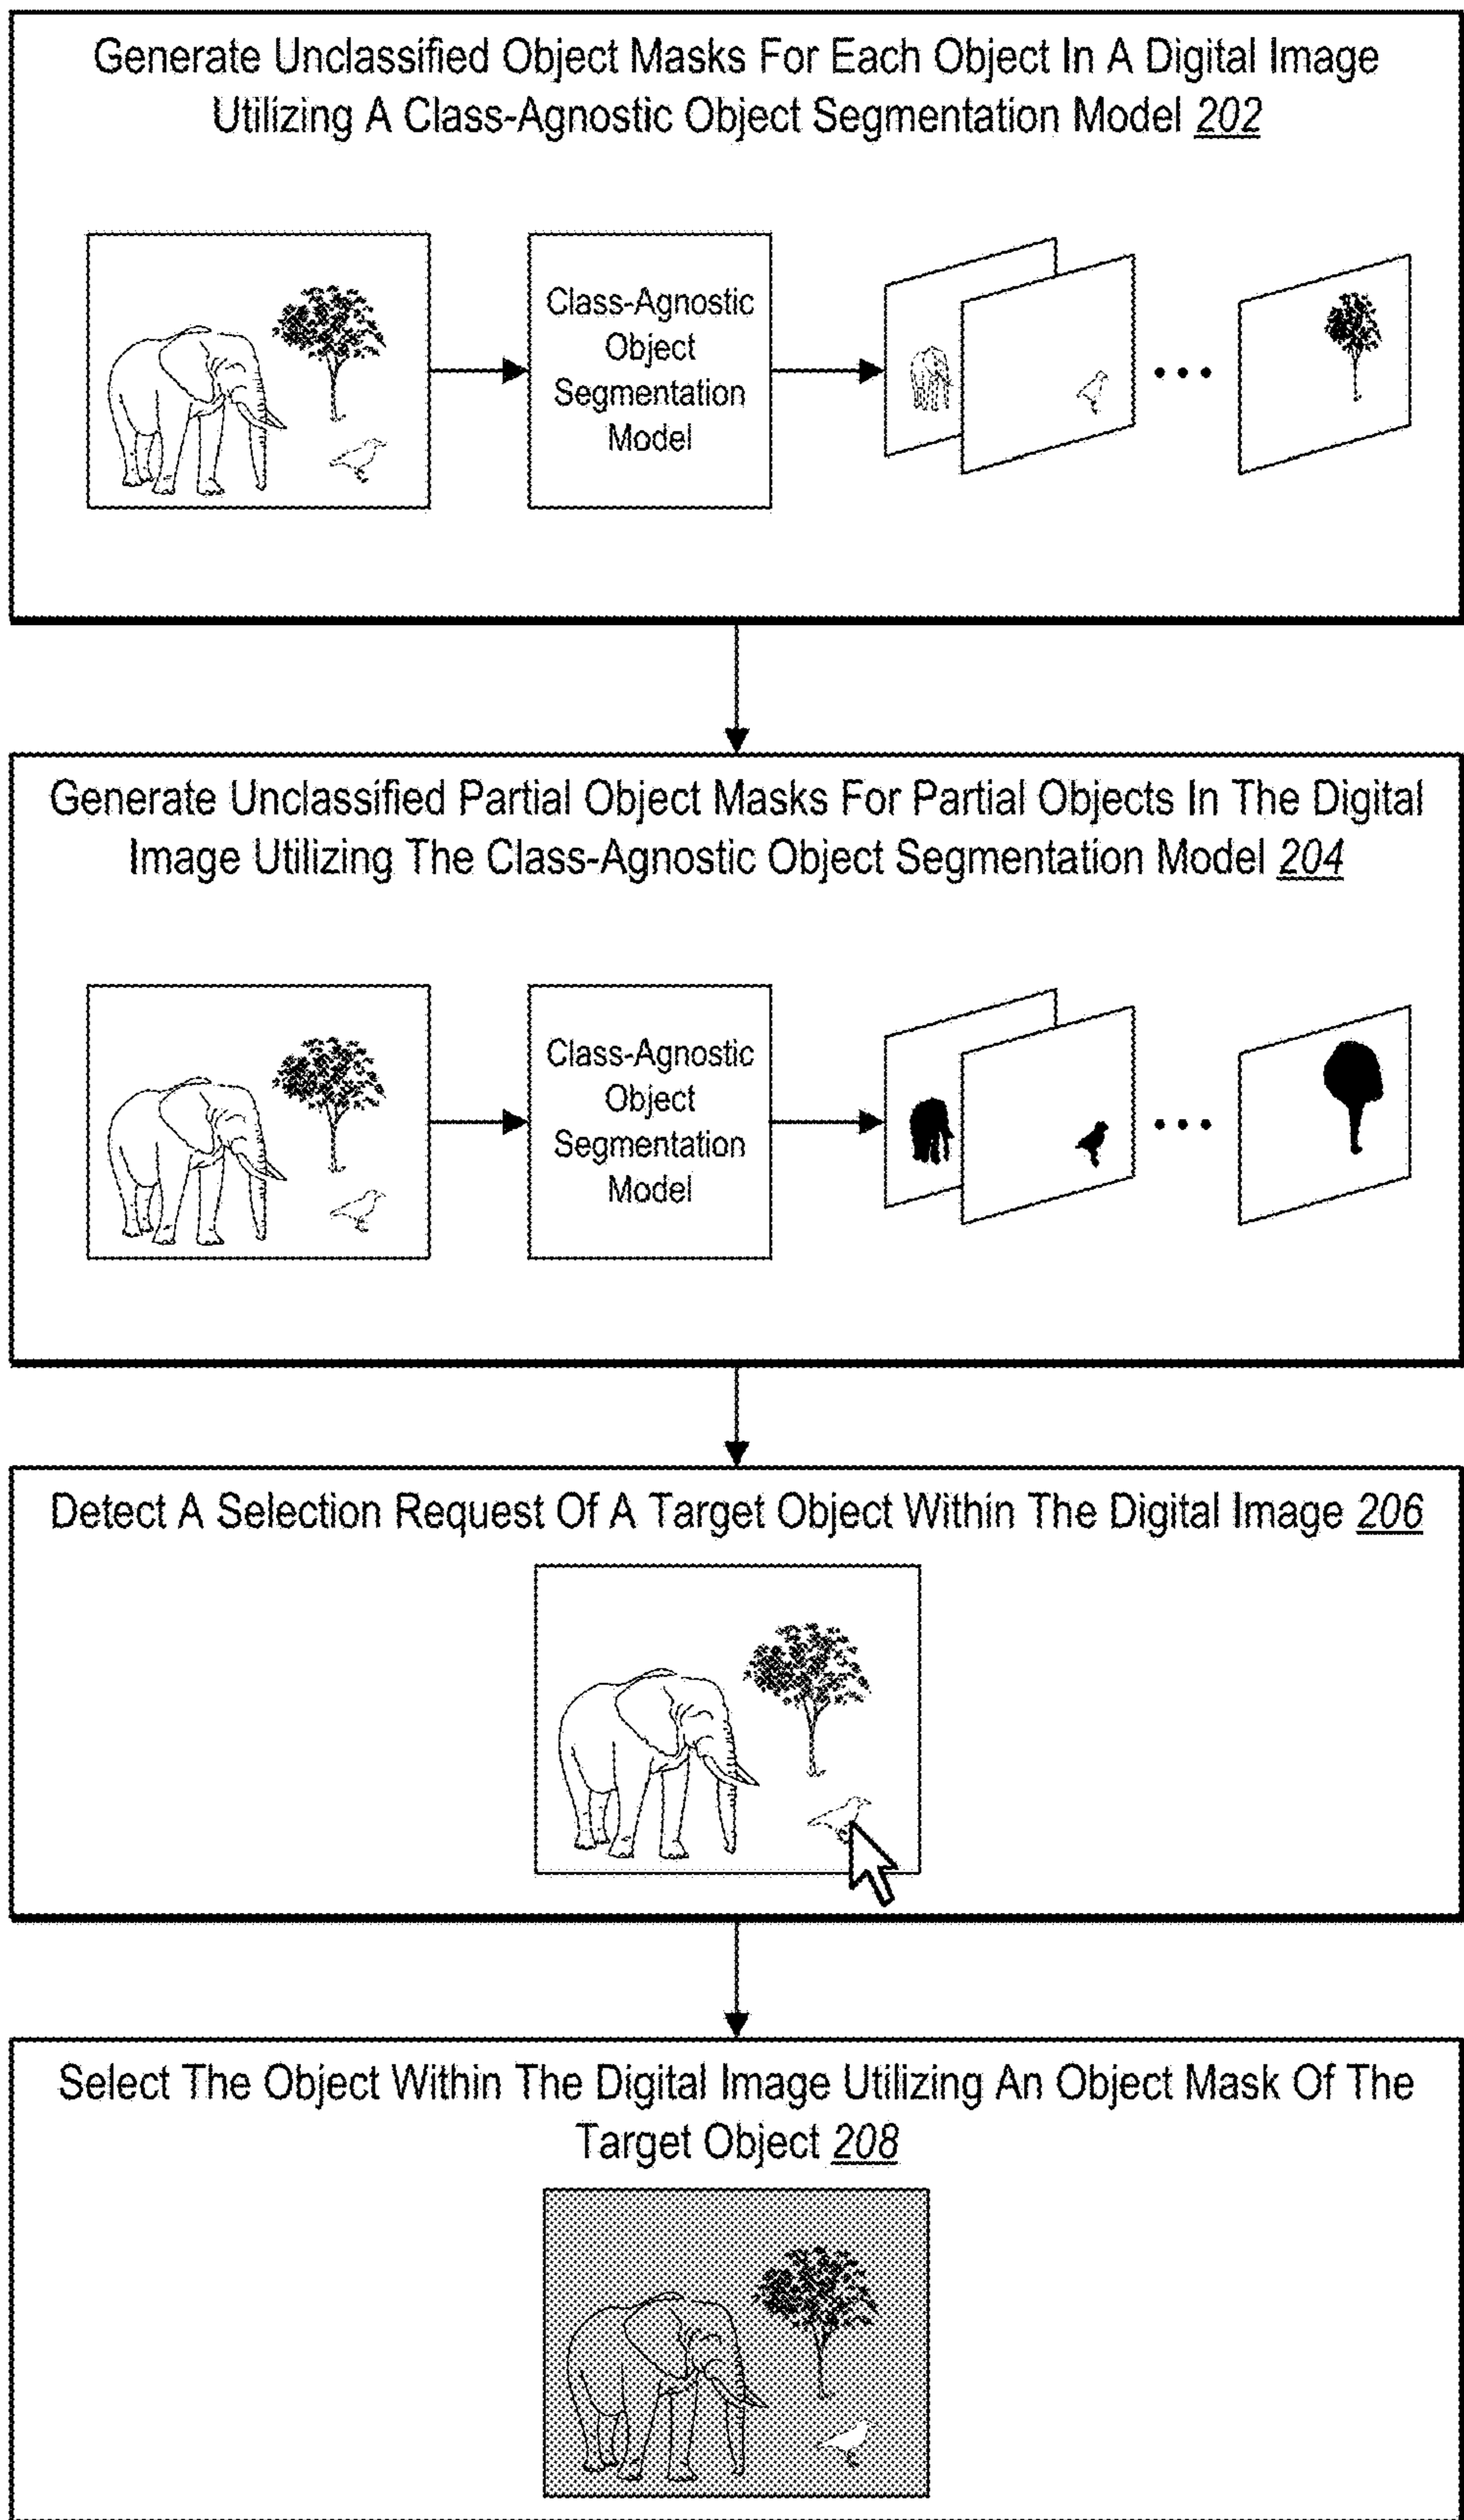 Generate Unclassified Object Masks For Each Object In A Digital Image
Utilizing A Class-Agnostic Object Segmentation Model 202
Class-Agnostic
Object
Segmentation
Model
Generate Unclassified Partial Object Masks For Partial Objects In The Digital
Image Utilizing The Class-Agnostic Object Segmentation Model 204
Class-Agnostic
Object
Segmentation
Model
Detect A Selection Request Of A Target Object Within The Digital Image 206
Select The Object Within The Digital Image Utilizing An Object Mask Of The
Target Object 208